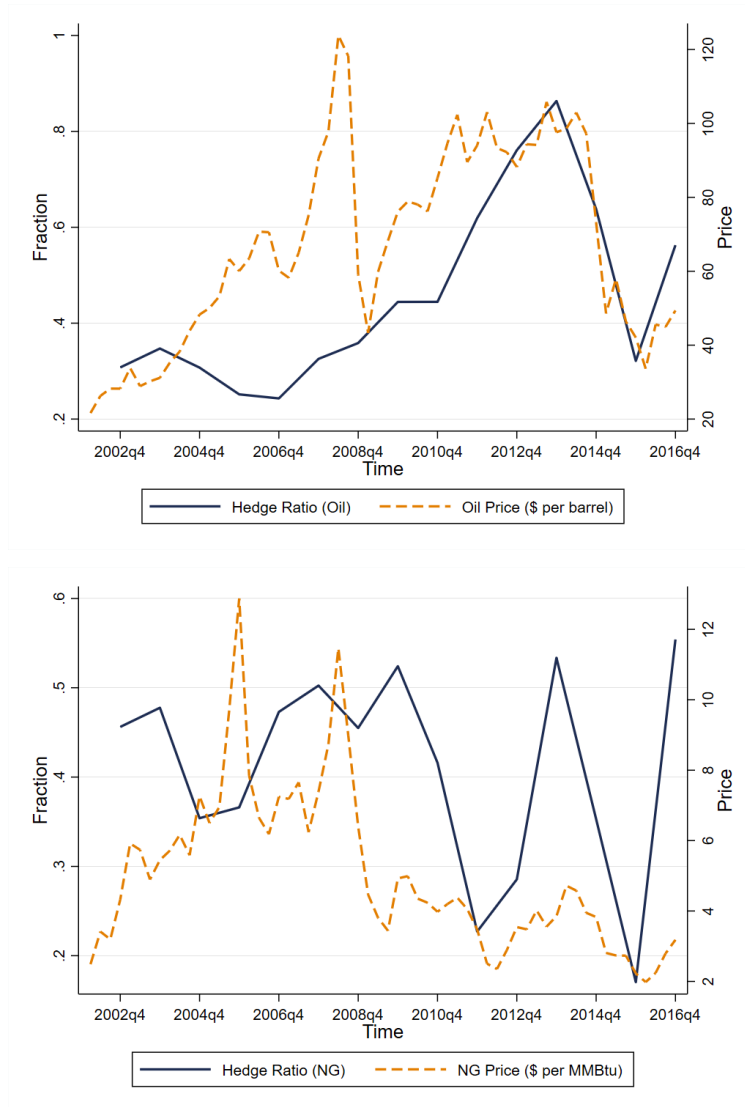 1
.8
.6
.4
.2
Fraction
120
100
80
60
40
20
Price
2002q4 2004q4 2006q4 2008q4 2010q4 2012q4 2014q4 2016q4
Time
Hedge Ratio (Oil) Oil Price ($ per barrel)
.6
.5
.4
.3
.2
Fraction
12
10
8
6
4
2
Price
2002q4 2004q4 2006q4 2008q4 2010q4 2012q4 2014q4 2016q4
Time
Hedge Ratio (NG) NG Price ($ per MMBtu)